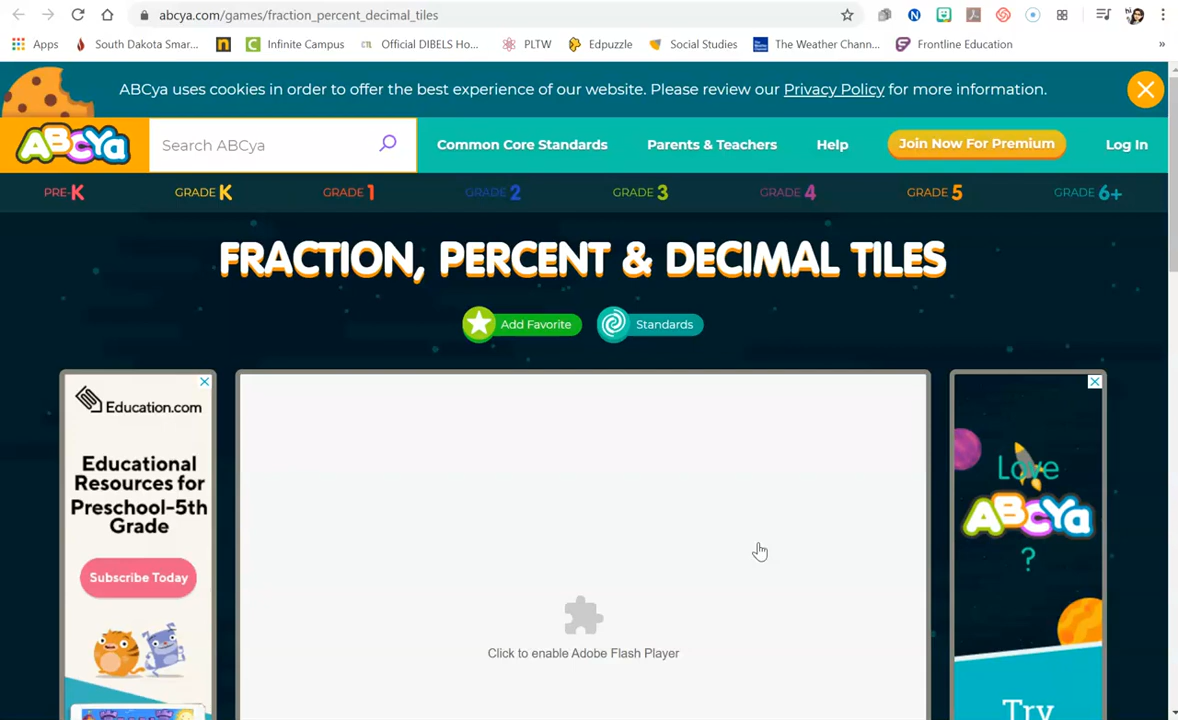 abcya.com/games/fraction_percent_decimal_tiles
Apps South Dakota Smar... Infinite Campus Official DIBELS Ho... PLTW Edpuzzle Social Studies The Weather Chann... Frontline Education »
ABCya uses cookies in order to offer the best experience of our website. Please review our Privacy Policy for more information.
ABCYa Search ABCya Common Core Standards Parents & Teachers Help Join Now For Premium Log In
PRE-K GRADE K GRADE 1 GRADE 2 GRADE 3 GRADE 4 GRADE 5 GRADE 6+
FRACTION, PERCENT & DECIMAL TILES
Add Favorite Standards
Education.com
Educational
Resources for
Preschool-5th
Grade
Subscribe Today
Click to enable Adobe Flash Player
Love
ABCYa
?
Try